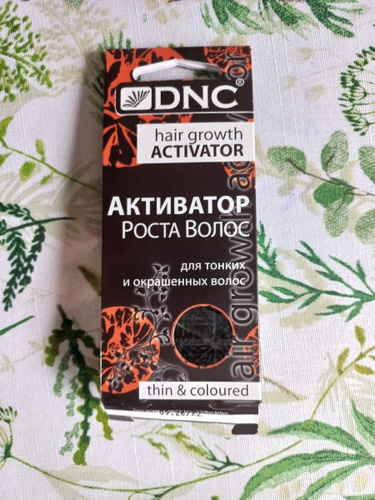 DNC®
hair growth
ACTIVATOR
АКТИВАТОР
РОСТА ВОЛОС
для тонких
и окрашенных волос
thin & coloured
hair growth activator